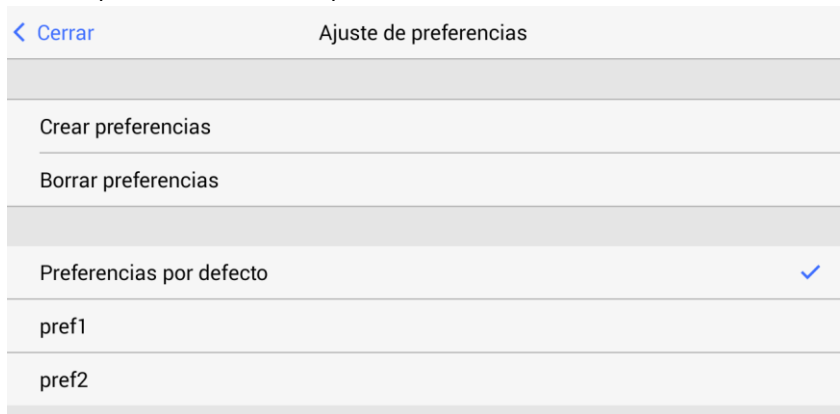 Cerrar Ajuste de preferencias
Crear preferencias
Borrar preferencias
Preferencias por defecto
pref1
pref2